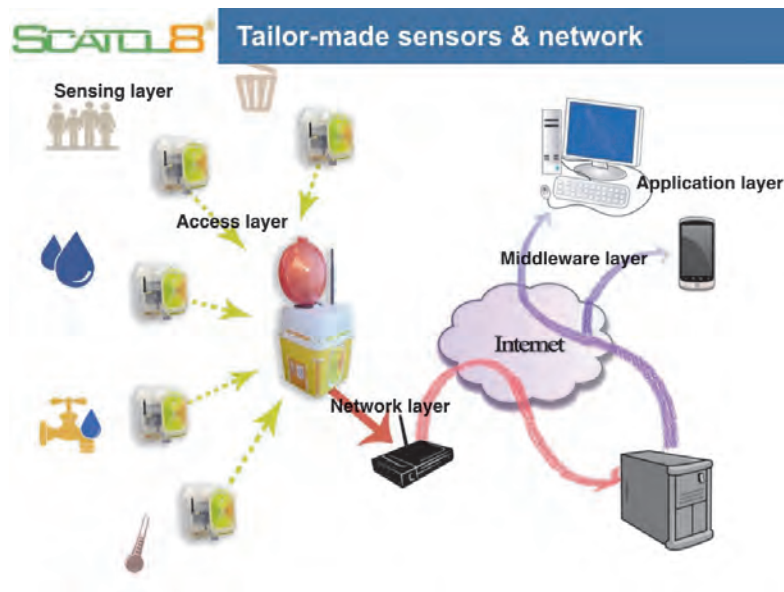 SCATOL8®
Tailor-made sensors & network
Sensing layer
Application layer
Access layer
Middleware layer
Internet
Network layer